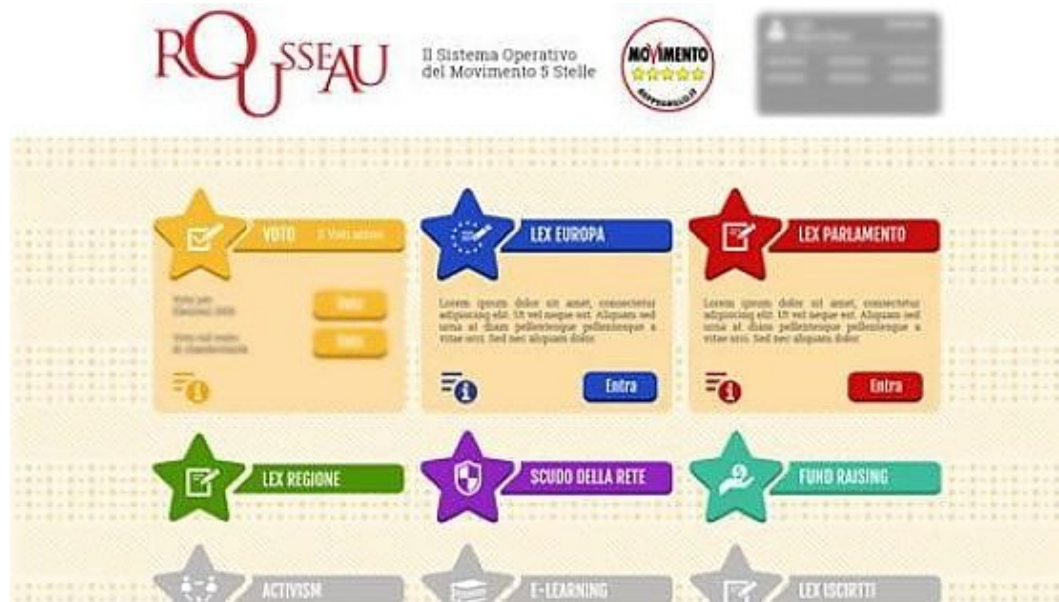 ROUSSEAU
Il Sistema Operativo
del Movimento 5 Stelle
MOVIMENTO
BEPPEGRILLO.IT
VOTO
LEX EUROPA
LEX PARLAMENTO
Lorem ipsum dolor sit amet, consectetur
adipiscing elit. Ut vel neque est. Aliquam sed
urna at diam pellentesque pellentesque a
vitae orci. Sed nec aliquam dolor.
Entra
Lorem ipsum dolor sit amet, consectetur
adipiscing elit. Ut vel neque est. Aliquam sed
urna at diam pellentesque pellentesque a
vitae orci. Sed nec aliquam dolor.
Entra
LEX REGIONE
SCUDO DELLA RETE
FUND RAISING
ACTIVISM
E-LEARNING
LEX ISCIRTTI